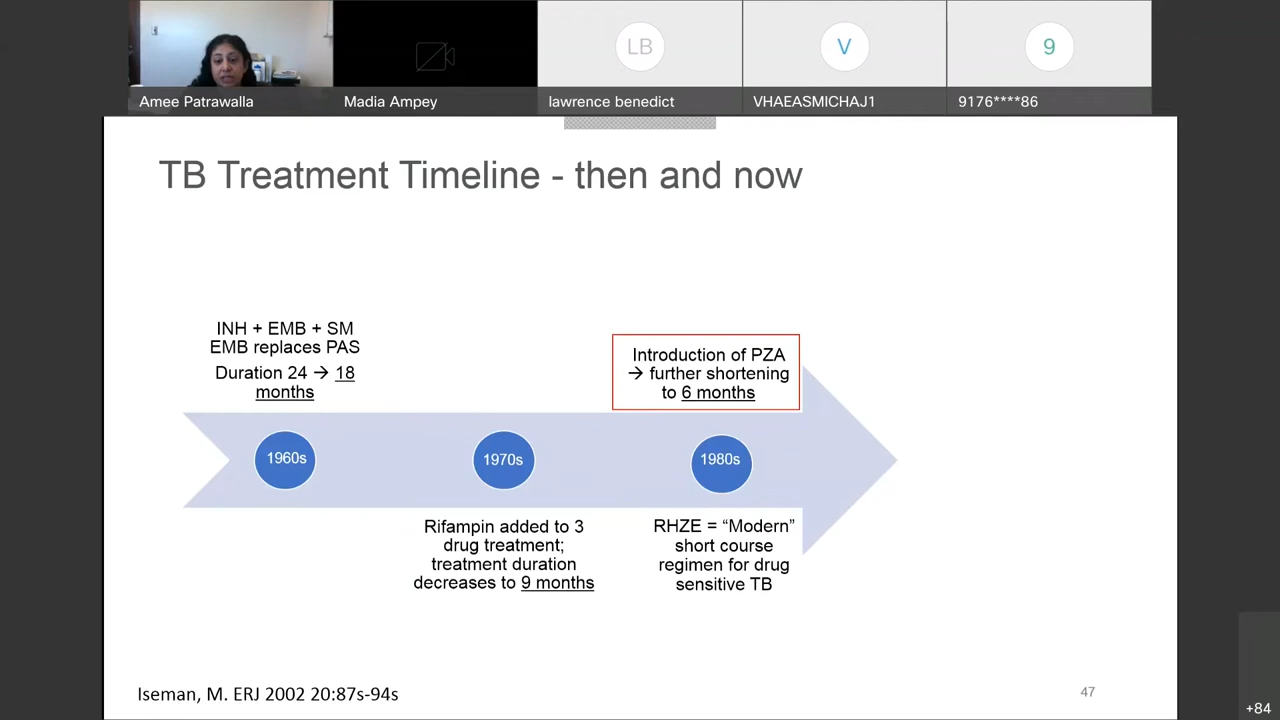 LB
V
9
Amee Patrawalla
Madia Ampey
lawrence benedict
VHAEASMICHAJ1
9176****86
TB Treatment Timeline - then and now
INH + EMB + SM
EMB replaces PAS
Duration 24 → 18
months
Introduction of PZA
→ further shortening
to 6 months
1960s
1970s
1980s
Rifampin added to 3
drug treatment;
treatment duration
decreases to 9 months
RHZE = “Modern”
short course
regimen for drug
sensitive TB
Iseman, M. ERJ 2002 20:87s-94s
47
+84